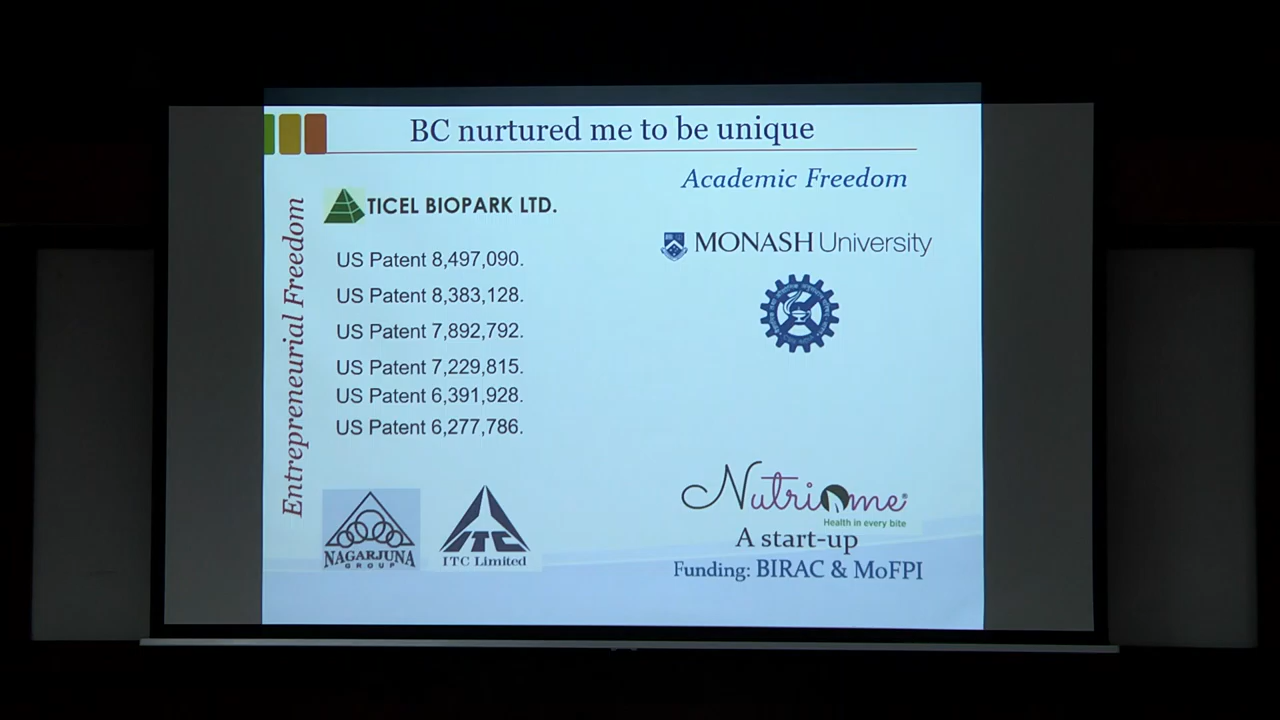 BC nurtured me to be unique
Entrepreneurial Freedom
TICEL BIOPARK LTD.
US Patent 8,497,090.
US Patent 8,383,128.
US Patent 7,892,792.
US Patent 7,229,815.
US Patent 6,391,928.
US Patent 6,277,786.
NAGARJUNA
GROUP
ITC
ITC Limited
Academic Freedom
MONASH University
Nutriome®
Health in every bite
A start-up
Funding: BIRAC & MoFPI